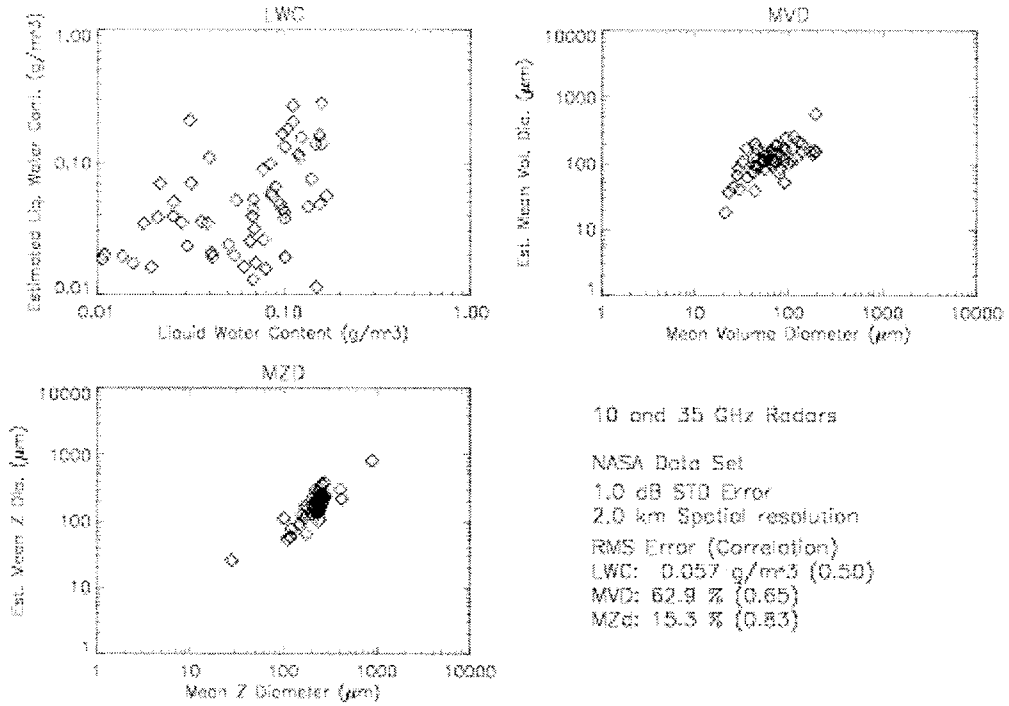 LWC
Estimated Liq. Water Cont. (g/m3)
1.00
0.10
0.01
0.01 0.10 1.00
Liquid Water Content (g/m3)
MVD
Est. Mean Vol. Dia. (μm)
10000
1000
100
10
1
1 10 100 1000 10000
Mean Volume Diameter (μm)
MZD
Est. Mean Z Dia. (μm)
10000
1000
100
10
1
1 10 100 1000 10000
Mean Z Diameter (μm)
10 and 35 GHz Radars
NASA Data Set
1.0 dB STD Error
2.0 km Spatial resolution
RMS Error (Correlation)
LWC: 0.057 g/m3 (0.50)
MVD: 62.9 % (0.65)
MZd: 15.3 % (0.83)